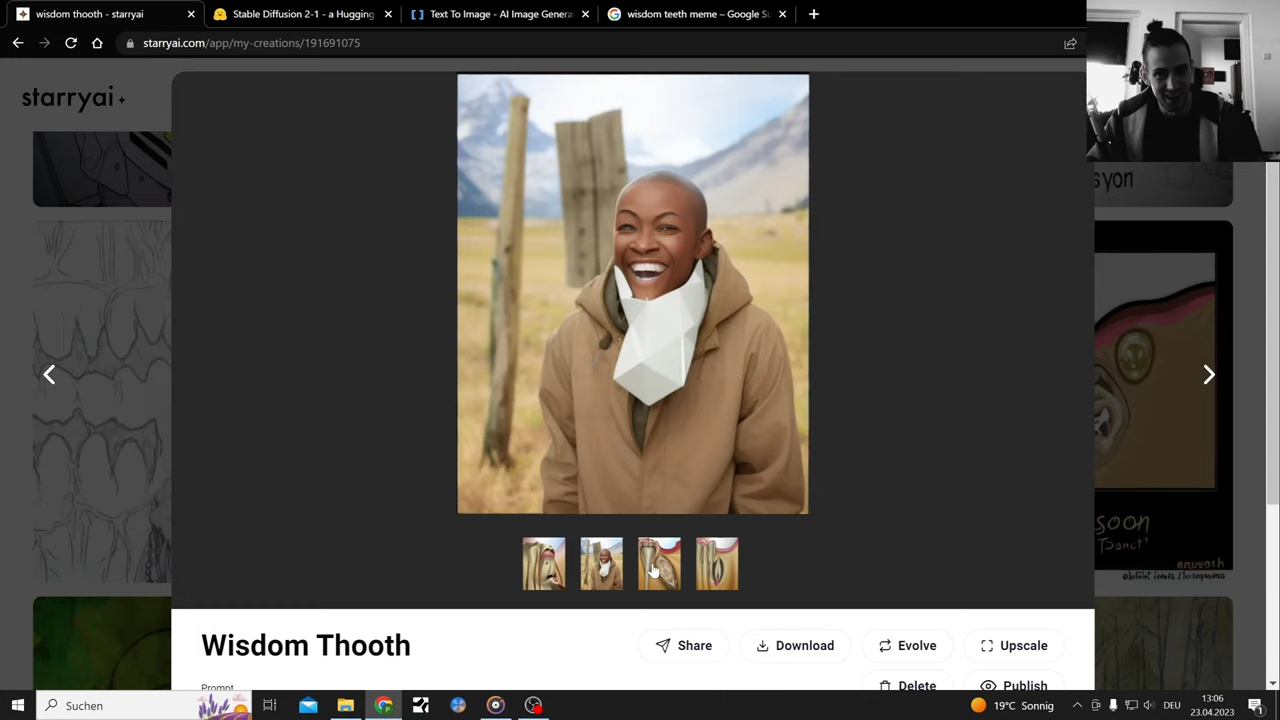 wisdom thooth - starryai
Stable Diffusion 2-1 - a Hugging
Text To Image - AI Image Genera
wisdom teeth meme – Google Su
starryai.com/app/my-creations/191691075
starryai
syon
soon
Wisdom Thooth
Share
Download
Evolve
Upscale
Prompt
Delete
Publish
Suchen
19°C Sonnig
DEU
13:06
23.04.2023
1